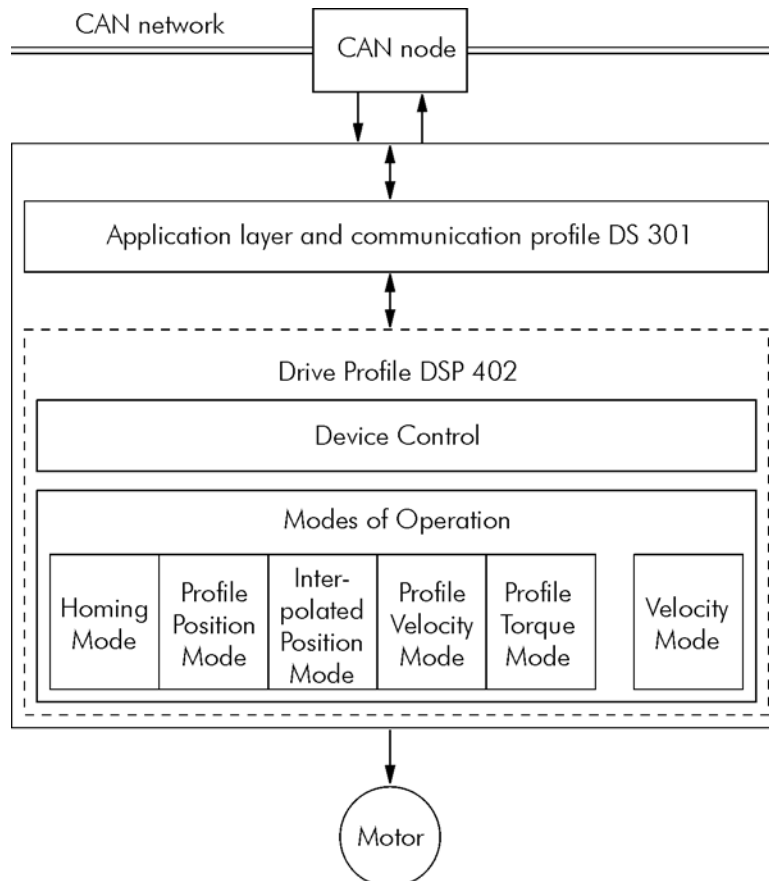 CAN network
CAN node
Application layer and communication profile DS 301
Drive Profile DSP 402
Device Control
Modes of Operation
Homing
Mode
Profile
Position
Mode
Inter-
polated
Position
Mode
Profile
Velocity
Mode
Profile
Torque
Mode
Velocity
Mode
Motor